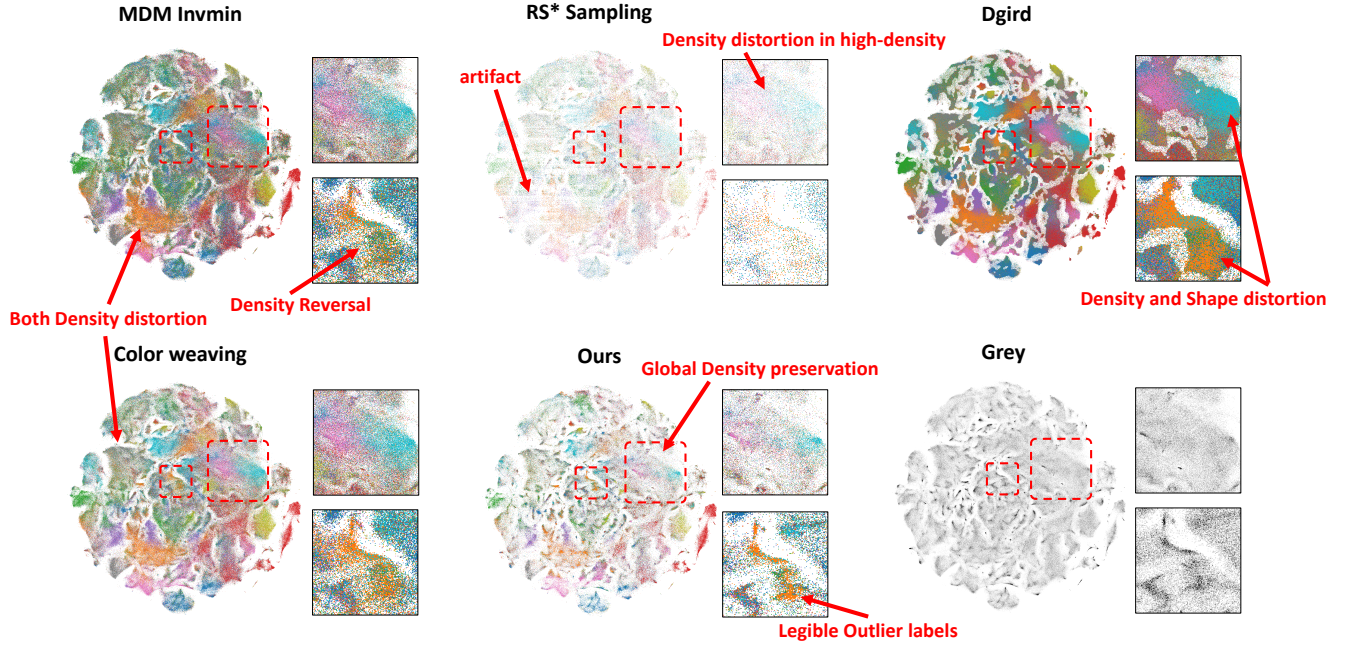 MDM Invmin
RS* Sampling
Dgird
Density distortion in high-density
artifact
Density Reversal
Density and Shape distortion
Both Density distortion
Color weaving
Ours
Grey
Global Density preservation
Legible Outlier labels